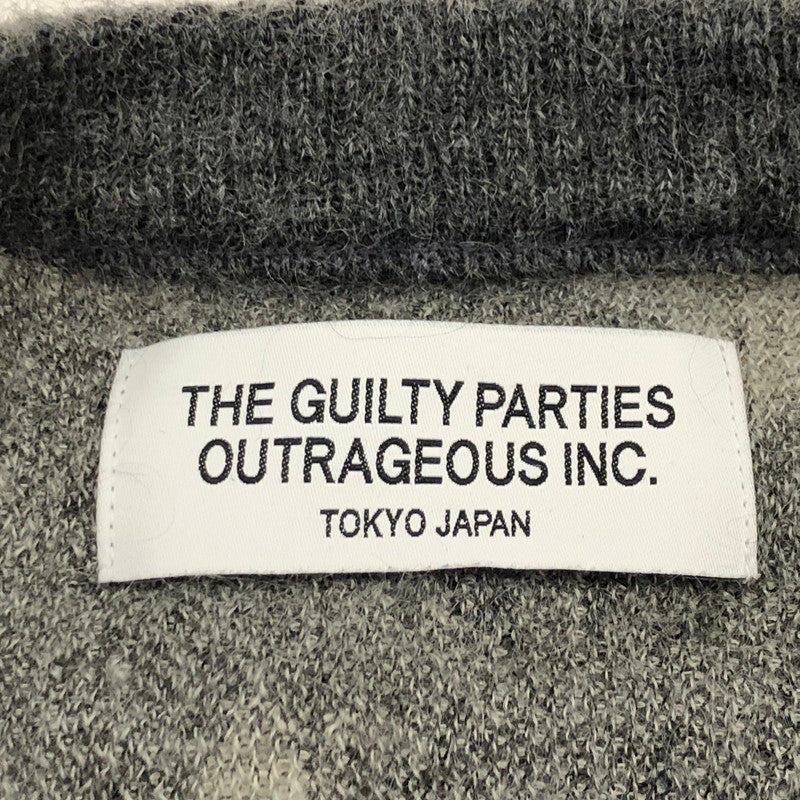 THE GUILTY PARTIES
OUTRAGEOUS INC.
TOKYO JAPAN